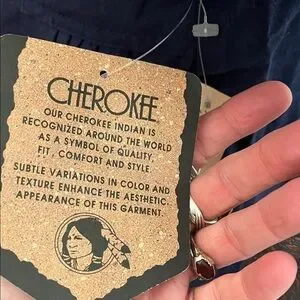 CHEROKEE
OUR CHEROKEE INDIAN IS
RECOGNIZED AROUND THE WORLD
AS A SYMBOL OF QUALITY,
FIT, COMFORT AND STYLE.
SUBTLE VARIATIONS IN COLOR AND
TEXTURE ENHANCE THE AESTHETIC
APPEARANCE OF THIS GARMENT.